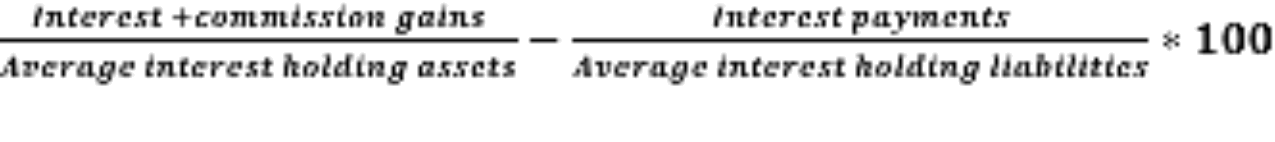 Interest +commission gains / Average interest holding assets − Interest payments / Average interest holding liabilities * 100